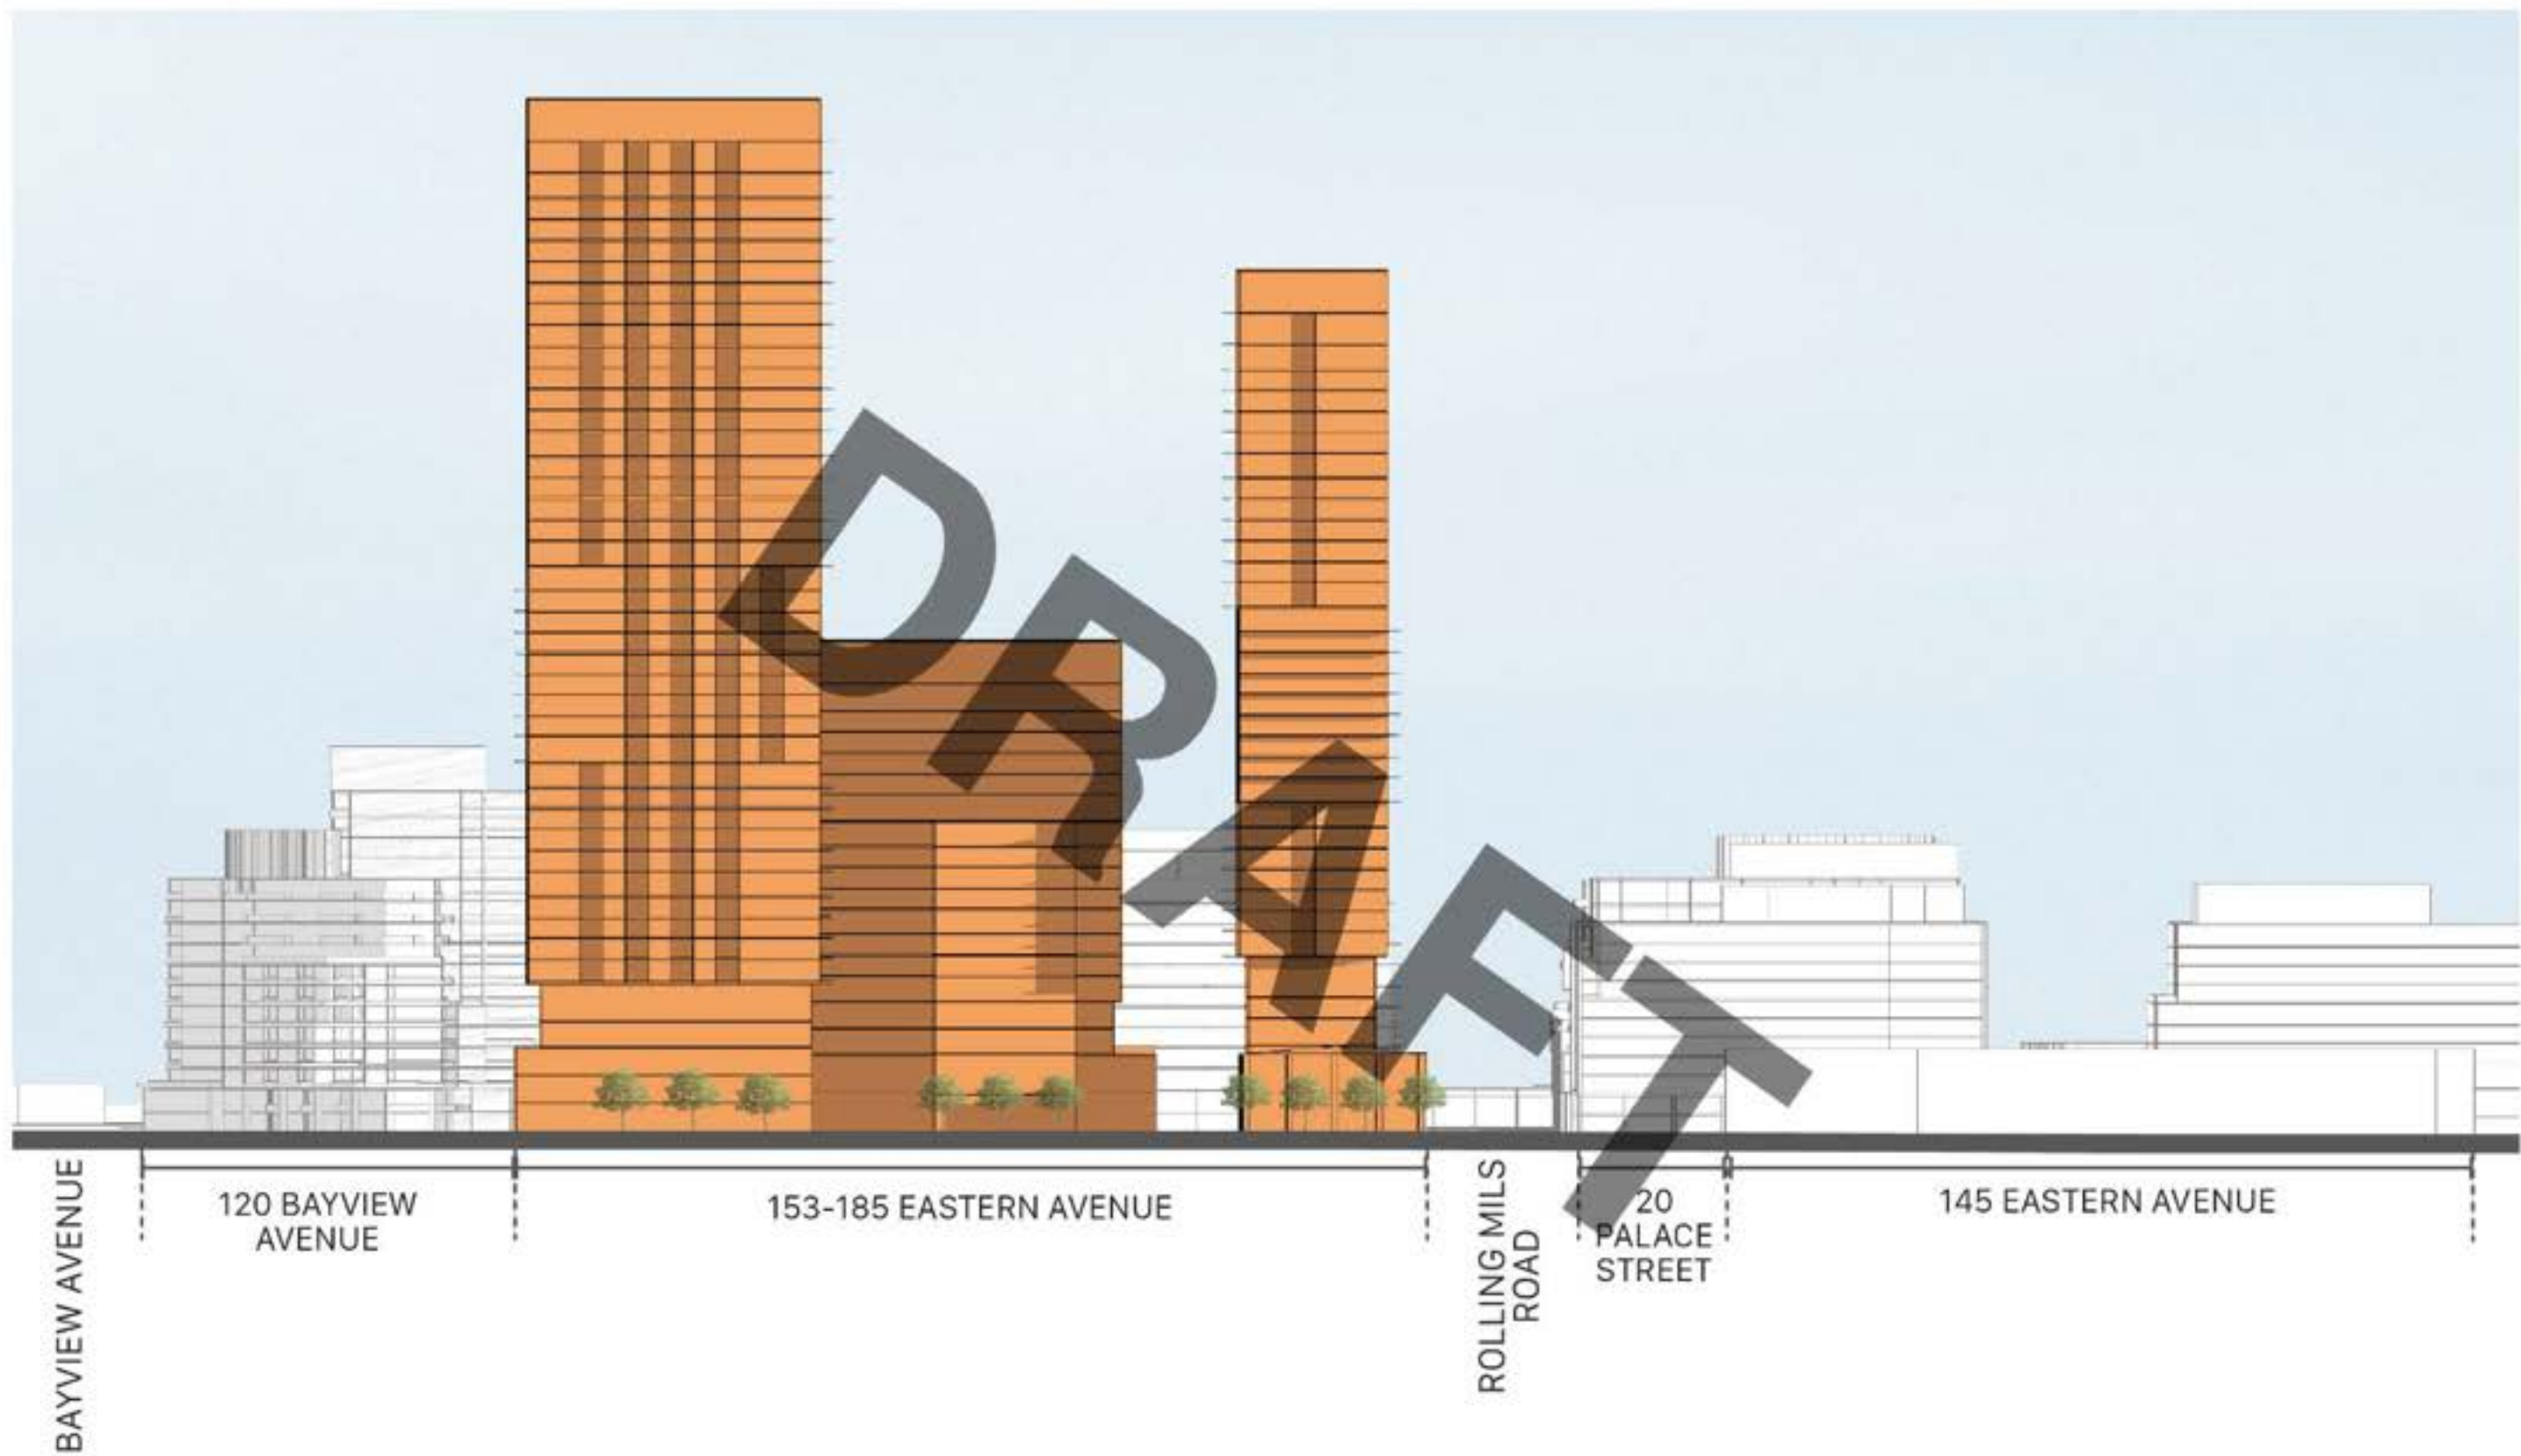 DRAFT
BAYVIEW AVENUE
120 BAYVIEW
AVENUE
153-185 EASTERN AVENUE
ROLLING MILS
ROAD
20
PALACE
STREET
145 EASTERN AVENUE